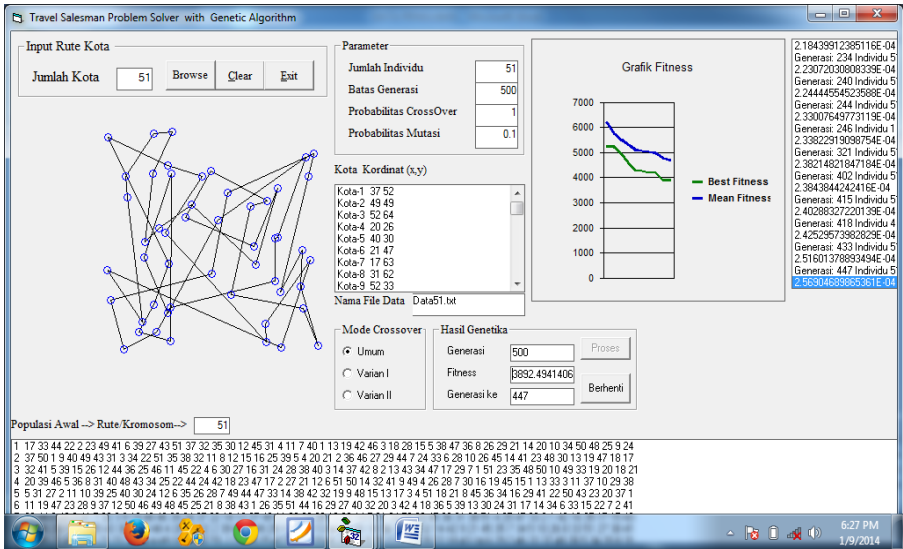 Travel Salesman Problem Solver with Genetic Algorithm
Input Rute Kota
Jumlah Kota 51 Browse Clear Exit
Parameter
Jumlah Individu 51
Batas Generasi 500
Probabilitas CrossOver 1
Probabilitas Mutasi 0.1
Kota Kordinat (x,y)
Kota-1 37 52
Kota-2 49 49
Kota-3 52 64
Kota-4 20 26
Kota-5 40 30
Kota-6 21 47
Kota-7 17 63
Kota-8 31 62
Kota-9 52 33
Nama File Data Data51.txt
Grafik Fitness
7000
6000
5000
4000
3000
2000
1000
0
Best Fitness
Mean Fitness
2.18439912385116E-04
Generasi: 234 Individu 5
2.23072030808339E-04
Generasi: 240 Individu 5
2.24444554523588E-04
Generasi: 244 Individu 5
2.33007649773119E-04
Generasi: 246 Individu 1
2.33822919098754E-04
Generasi: 321 Individu 5
2.38214821847184E-04
Generasi: 402 Individu 5
2.3843844242416E-04
Generasi: 415 Individu 5
2.40288327220139E-04
Generasi: 418 Individu 4
2.42529573982829E-04
Generasi: 433 Individu 5
2.51601378893494E-04
Generasi: 447 Individu 5
2.56904689865361E-04
Mode Crossover
Umum
Varian I
Varian II
Hasil Genetika
Generasi 500
Fitness 3892.4941406
Generasi ke 447
Proses
Berhenti
Populasi Awal --> Rute/Kromosom--> 51
1 17 33 44 22 2 23 49 41 6 39 27 43 51 37 32 35 30 12 45 31 4 11 7 40 1 13 19 42 46 3 18 28 15 5 38 47 36 8 26 29 21 14 20 10 34 50 48 25 9 24
2 37 50 1 9 40 49 43 31 3 34 22 51 35 38 32 11 8 12 15 16 25 39 5 4 20 21 2 36 46 27 29 44 7 24 33 6 28 10 26 45 14 41 23 48 30 13 19 47 18 17
3 32 41 5 39 15 26 12 44 36 25 46 11 45 22 4 6 30 27 16 31 24 28 38 40 3 14 37 42 8 2 13 43 34 47 17 29 7 1 51 23 35 48 50 10 49 33 19 20 18 21
4 20 39 46 5 36 8 31 40 48 43 34 25 22 44 24 42 18 23 47 17 2 27 21 12 6 51 50 14 32 41 9 49 4 26 28 7 30 19 45 15 1 13 33 3 11 37 10 29 38
5 5 31 27 2 11 10 39 25 40 30 24 12 6 35 26 28 7 49 44 47 33 14 38 42 32 19 9 48 15 13 17 3 4 51 18 21 8 45 36 16 34 29 41 22 50 43 23 20 37 1
6:27 PM
1/9/2014